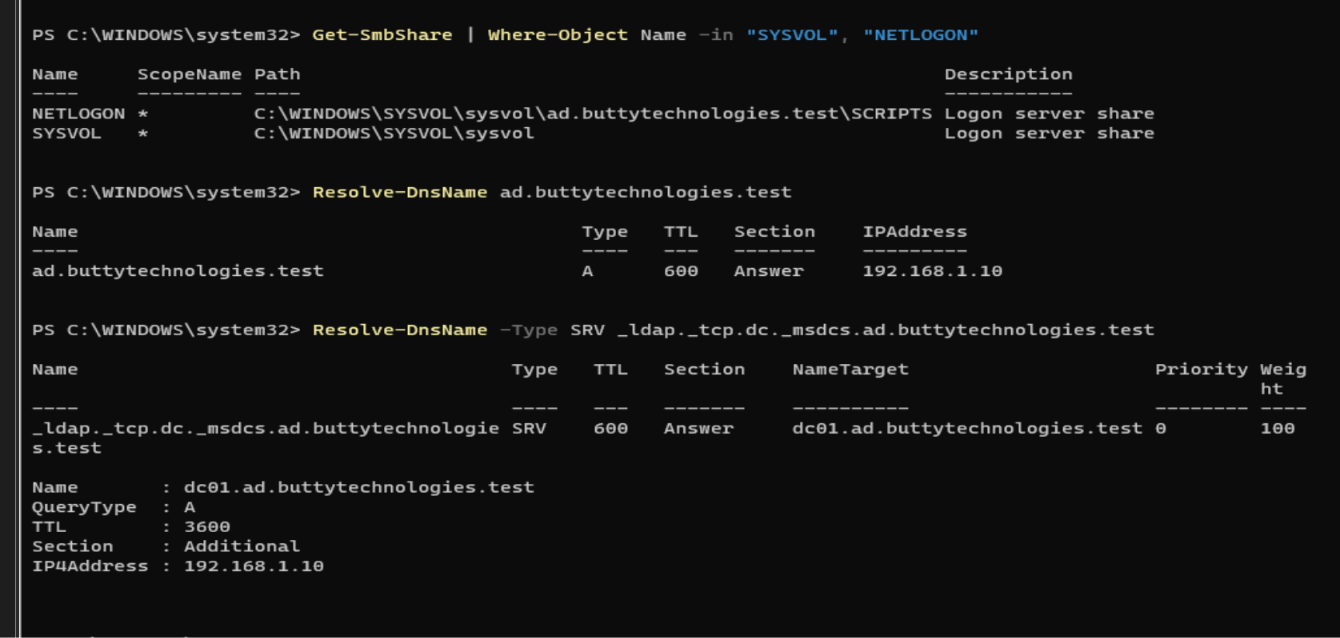 PS C:\WINDOWS\system32> Get-SmbShare | Where-Object Name -in "SYSVOL", "NETLOGON"
Name ScopeName Path Description
---- --------- ---- -----------
NETLOGON * C:\WINDOWS\SYSVOL\sysvol\ad.buttytechnologies.test\SCRIPTS Logon server share
SYSVOL * C:\WINDOWS\SYSVOL\sysvol Logon server share
PS C:\WINDOWS\system32> Resolve-DnsName ad.buttytechnologies.test
Name Type TTL Section IPAddress
---- ---- --- ------- ---------
ad.buttytechnologies.test A 600 Answer 192.168.1.10
PS C:\WINDOWS\system32> Resolve-DnsName -Type SRV _ldap._tcp.dc._msdcs.ad.buttytechnologies.test
Name Type TTL Section NameTarget Priority Weig
ht
---- ---- --- ------- ---------- -------- ----
_ldap._tcp.dc._msdcs.ad.buttytechnologie SRV 600 Answer dc01.ad.buttytechnologies.test 0 100
s.test
Name : dc01.ad.buttytechnologies.test
QueryType : A
TTL : 3600
Section : Additional
IP4Address : 192.168.1.10